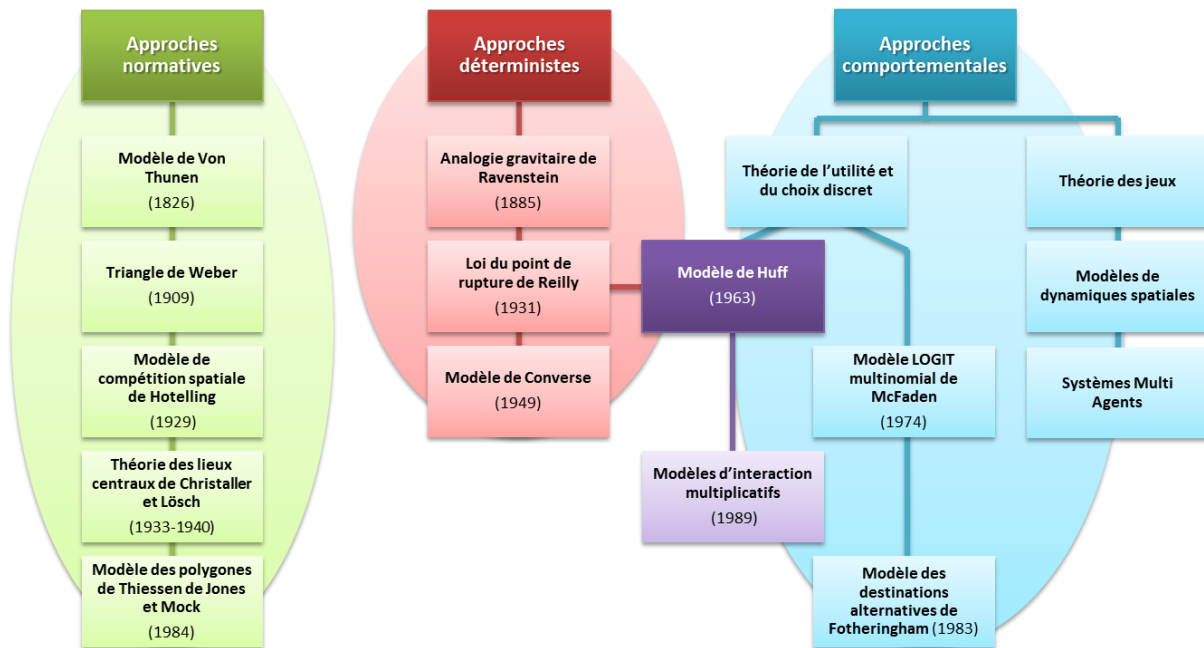 Approches
normatives
Modèle de Von
Thunen
(1826)
Triangle de Weber
(1909)
Modèle de
compétition spatiale
de Hotelling
(1929)
Théorie des lieux
centraux de Christaller
et Lösch
(1933-1940)
Modèle des polygones
de Thiessen de Jones
et Mock
(1984)
Approches
déterministes
Analogie gravitaire de
Ravenstein
(1885)
Loi du point de
rupture de Reilly
(1931)
Modèle de Converse
(1949)
Approches
comportementales
Théorie de l’utilité et
du choix discret
Modèle de Huff
(1963)
Modèles d’interaction
multiplicatifs
(1989)
Modèle LOGIT
multinomial de
McFaden
(1974)
Modèle des
destinations
alternatives de
Fotheringham (1983)
Théorie des jeux
Modèles de
dynamiques spatiales
Systèmes Multi
Agents